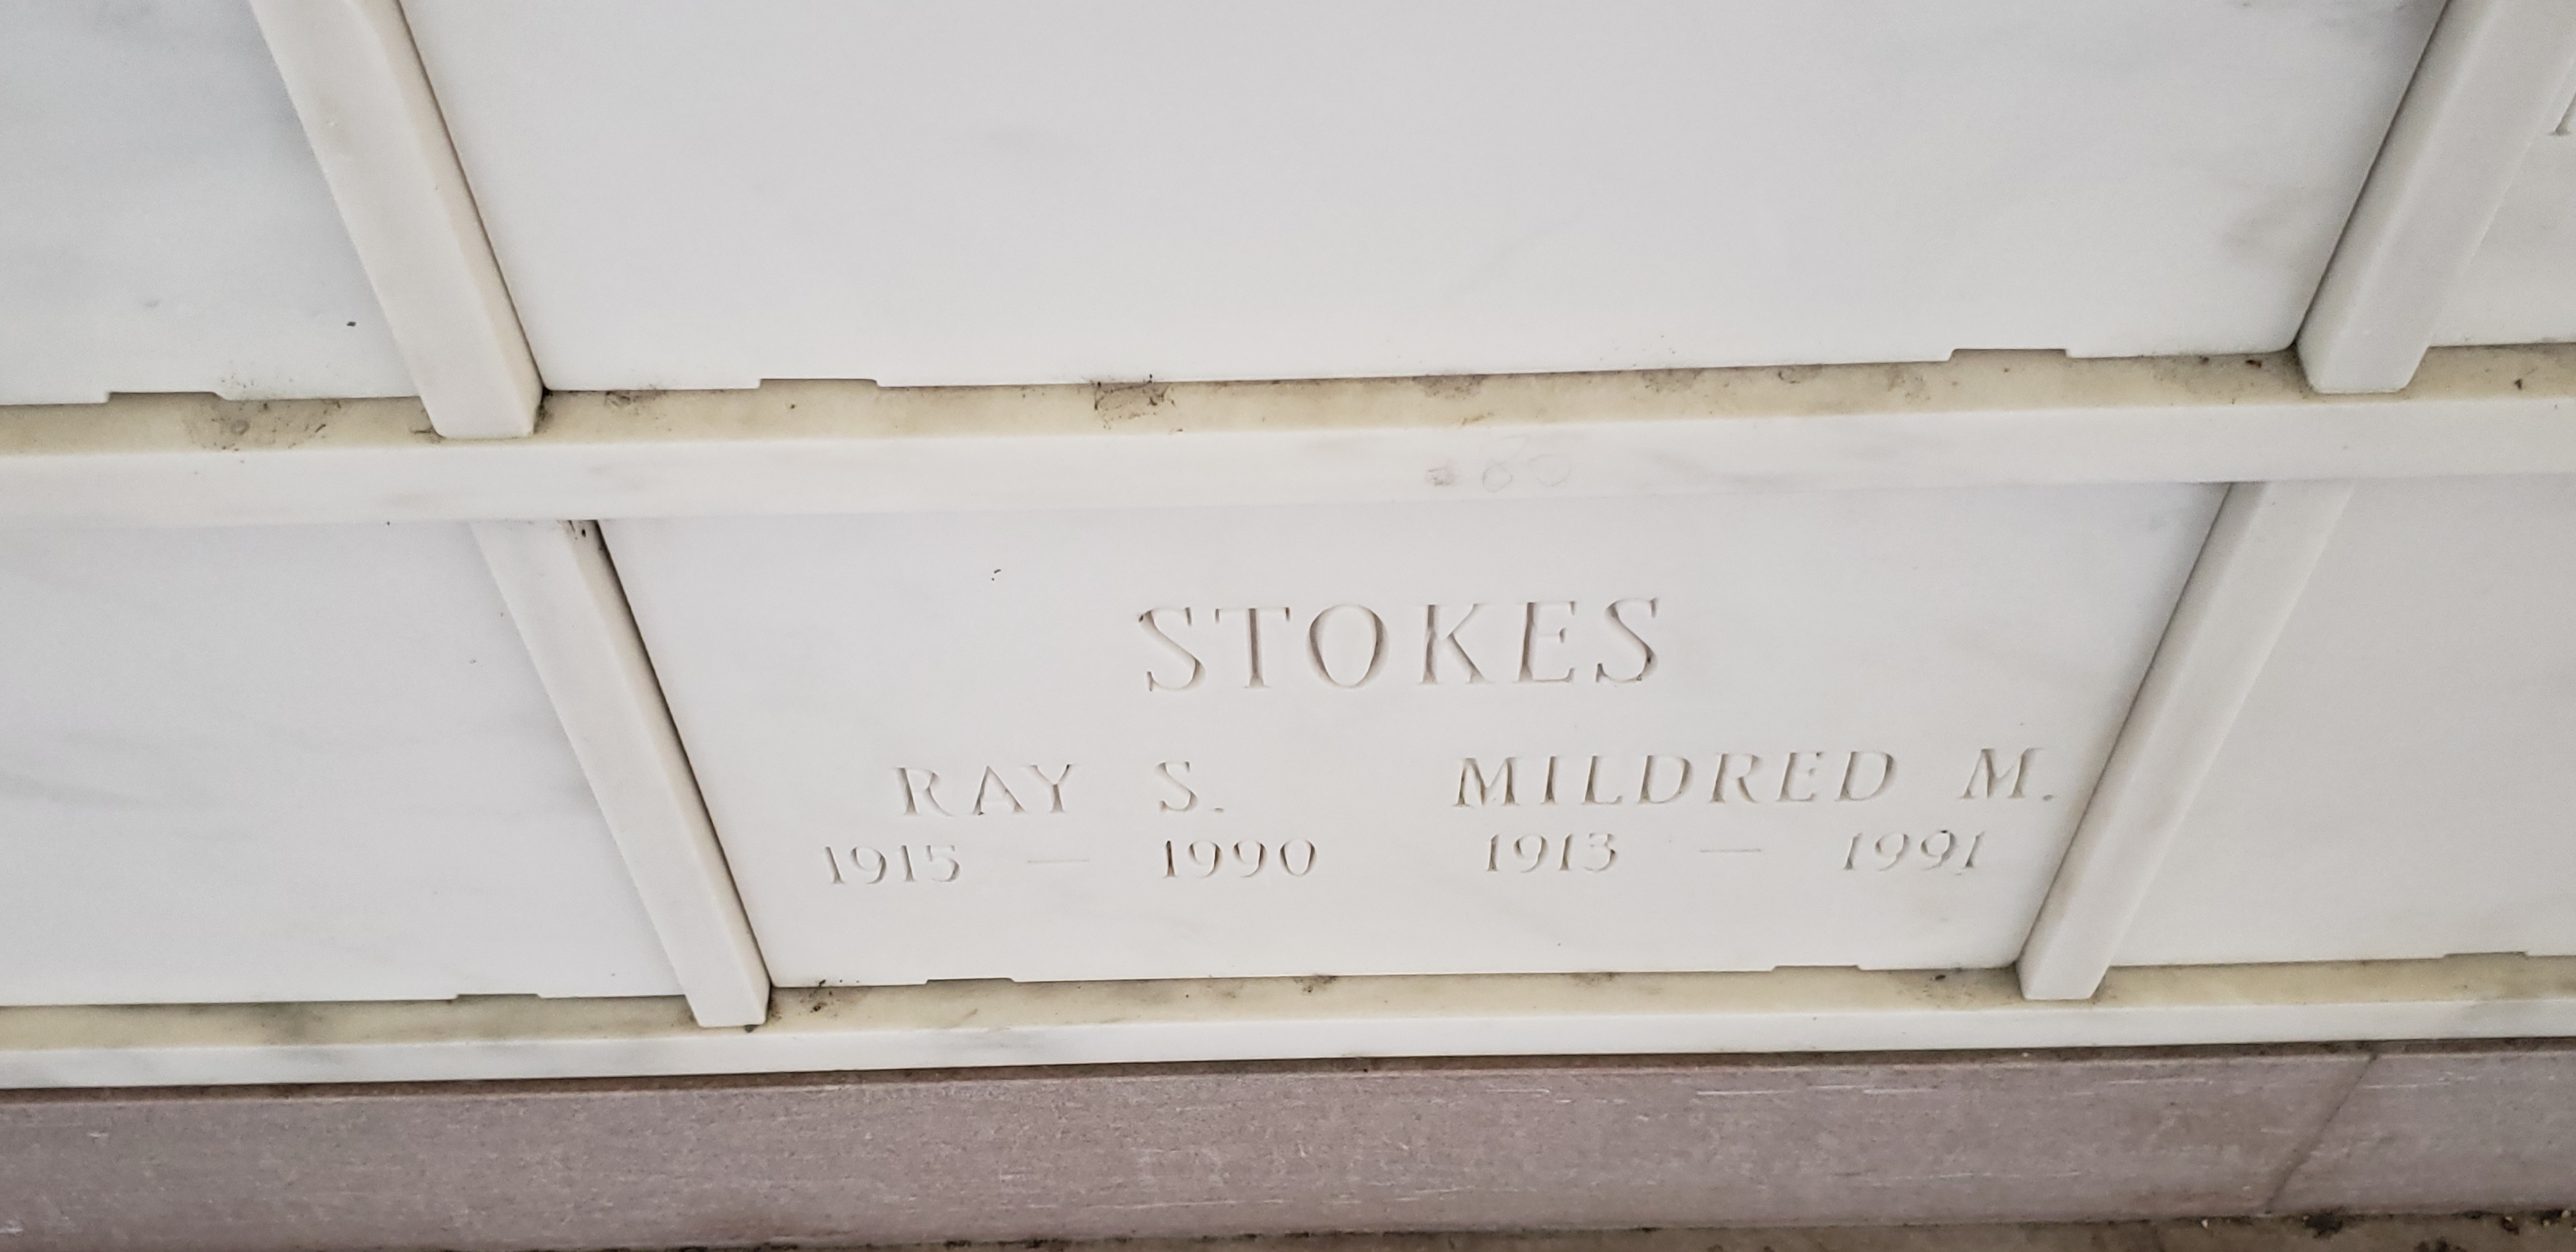 STOKES
RAY S. MILDRED M.
1915 — 1990 1913 — 1991